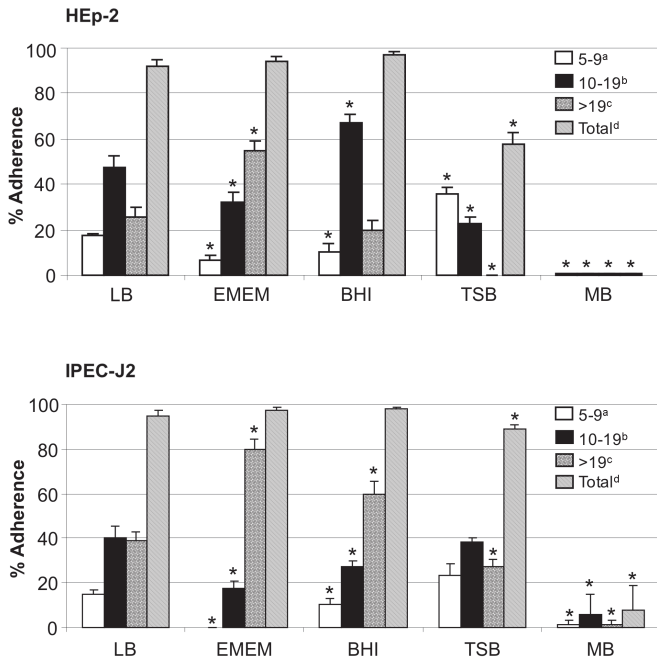 HEp-2
100
80
60
40
20
0
% Adherence
5-9ᵃ
10-19ᵇ
>19ᶜ
Totalᵈ
* * * * * * * * * * * *
LB EMEM BHI TSB MB
IPEC-J2
100
80
60
40
20
0
% Adherence
5-9ᵃ
10-19ᵇ
>19ᶜ
Totalᵈ
* * * * * * * * * * * *
LB EMEM BHI TSB MB